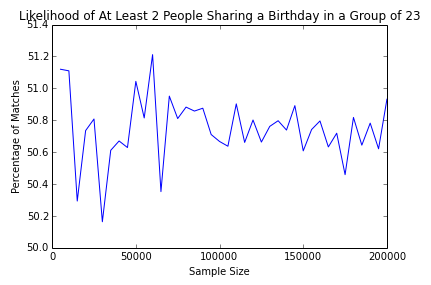 Likelihood of At Least 2 People Sharing a Birthday in a Group of 23
51.4
51.2
51.0
50.8
50.6
50.4
50.2
50.0
Percentage of Matches
0 50000 100000 150000 200000
Sample Size